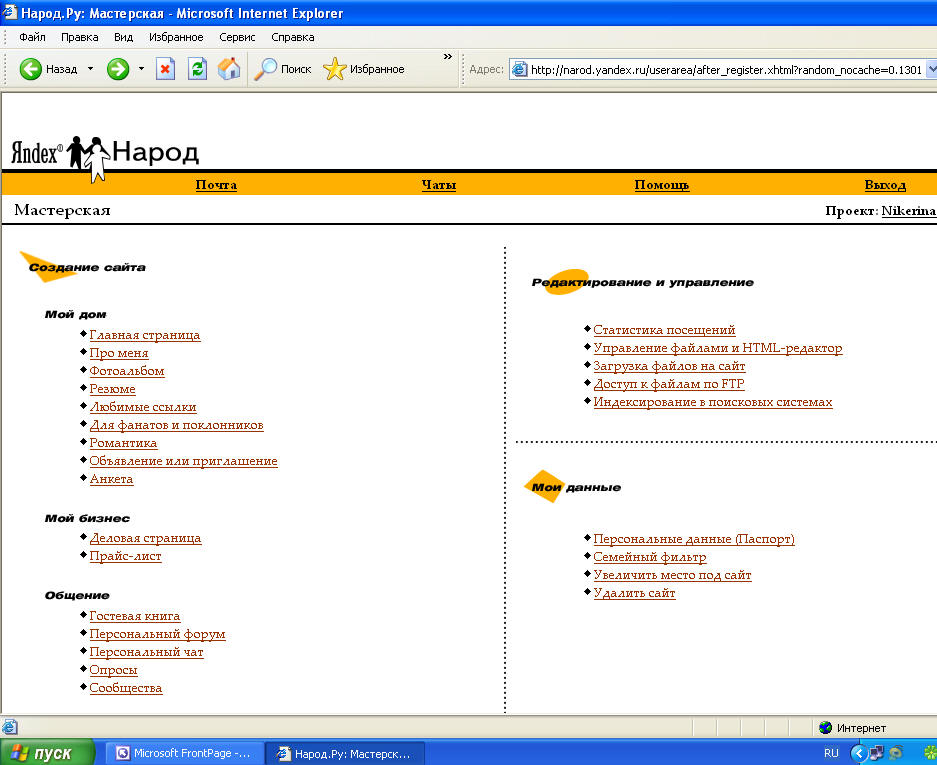 Народ.Ру: Мастерская - Microsoft Internet Explorer
Файл Правка Вид Избранное Сервис Справка
Назад Поиск Избранное » Адрес: http://narod.yandex.ru/userarea/after_register.xhtml?random_nocache=0.1301
Яndex® Народ
Почта Чаты Помощь Выход
Мастерская Проект: Nikerina
Создание сайта
Мой дом
Главная страница
Про меня
Фотоальбом
Резюме
Любимые ссылки
Для фанатов и поклонников
Романтика
Объявление или приглашение
Анкета
Мой бизнес
Деловая страница
Прайс-лист
Общение
Гостевая книга
Персональный форум
Персональный чат
Опросы
Сообщества
Редактирование и управление
Статистика посещений
Управление файлами и HTML-редактор
Загрузка файлов на сайт
Доступ к файлам по FTP
Индексирование в поисковых системах
Мои данные
Персональные данные (Паспорт)
Семейный фильтр
Увеличить место под сайт
Удалить сайт
Интернет
пуск Microsoft FrontPage -... Народ.Ру: Мастерск... RU